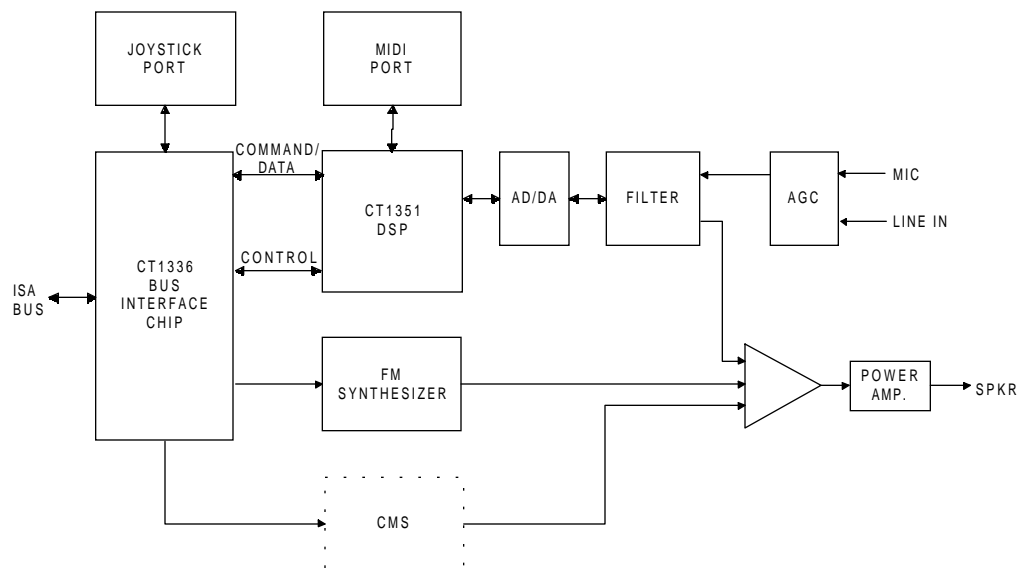 JOYSTICK
PORT
MIDI
PORT
COMMAND/
DATA
CT1351
DSP
AD/DA
FILTER
AGC
MIC
LINE IN
CONTROL
CT1336
BUS
INTERFACE
CHIP
ISA
BUS
FM
SYNTHESIZER
POWER
AMP.
SPKR
CMS